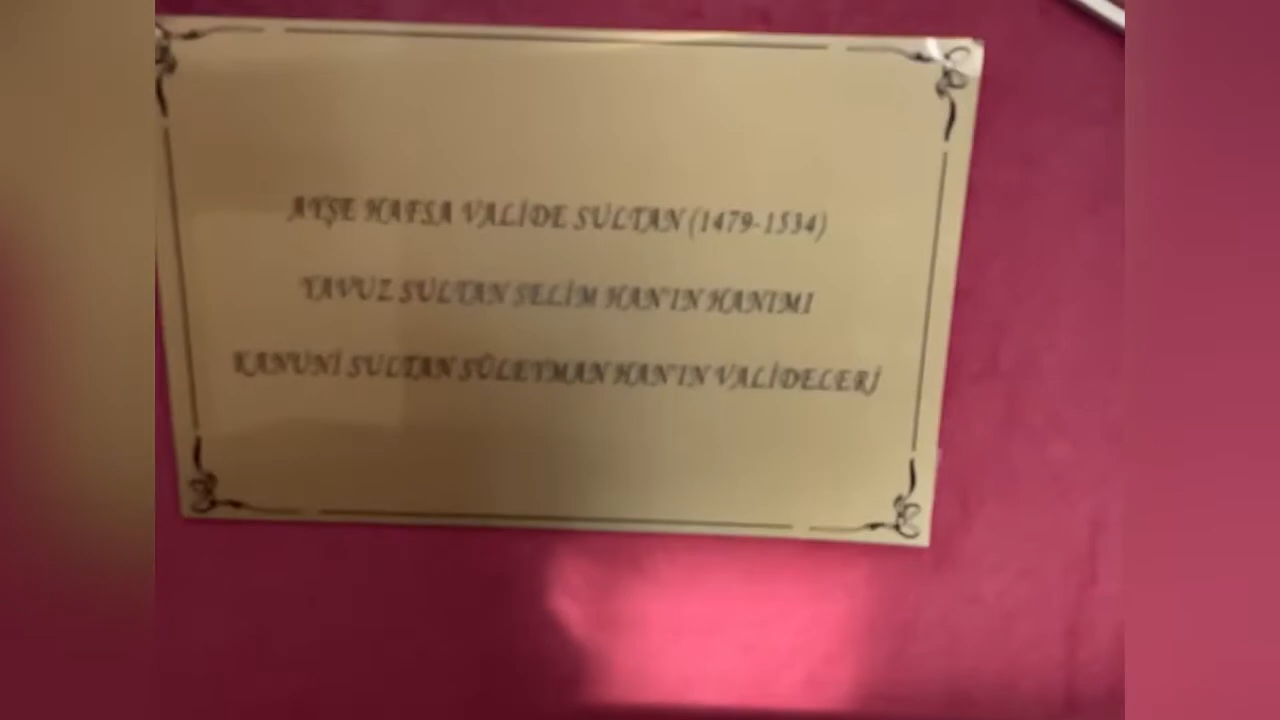 AYŞE HAFSA VALİDE SULTAN (1479-1534)
YAVUZ SULTAN SELİM HAN'IN HANIMI
KANUNİ SULTAN SÜLEYMAN HAN'IN VALİDELERİ